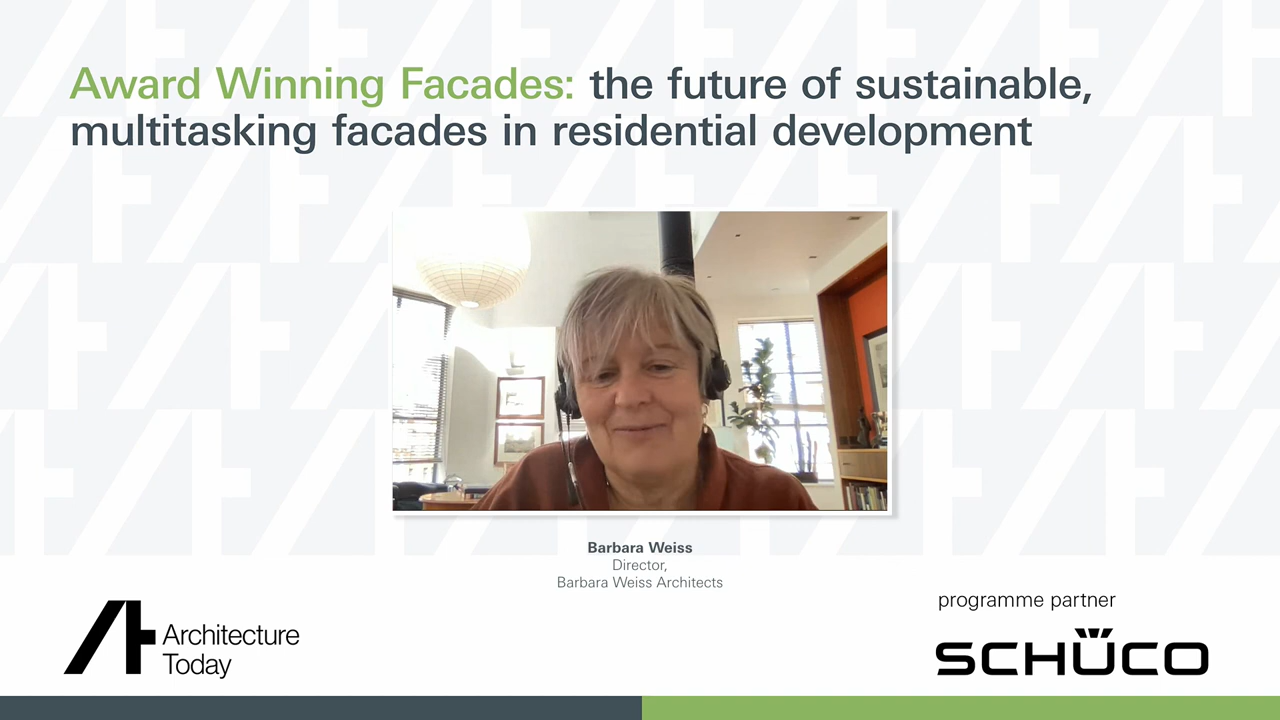 Award Winning Facades: the future of sustainable,
multitasking facades in residential development
Barbara Weiss
Director,
Barbara Weiss Architects
Architecture
Today
programme partner
SCHÜCO